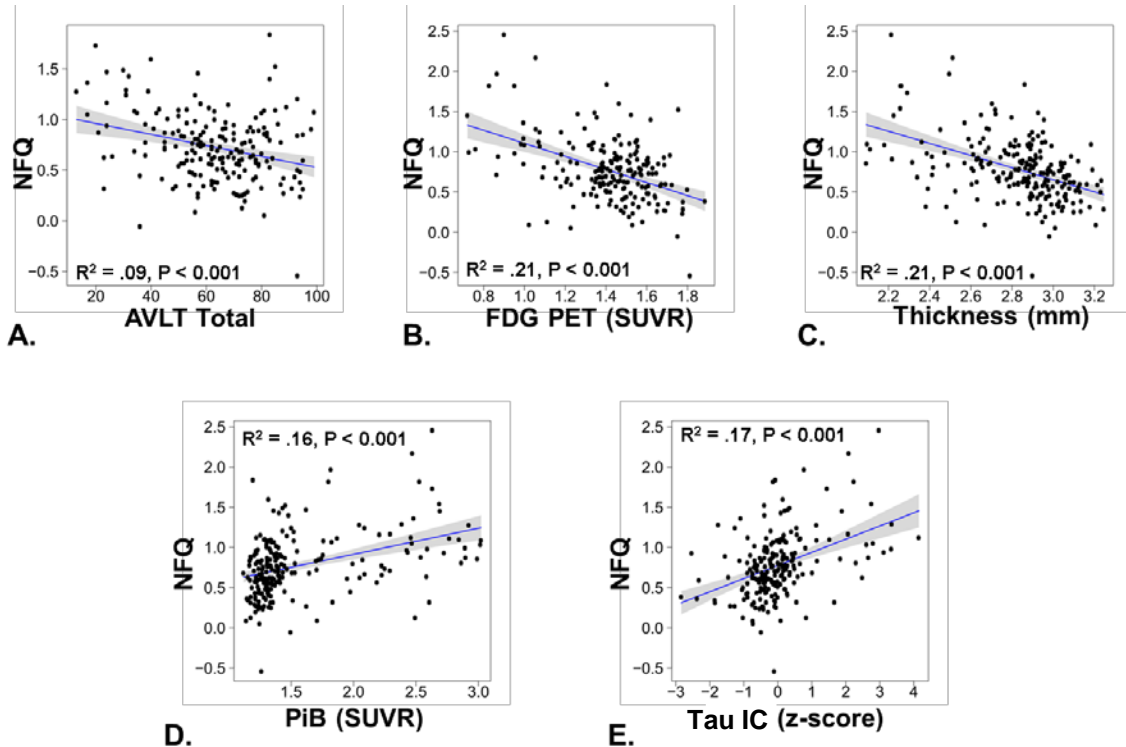 NFQ
1.5
1.0
0.5
0.0
−0.5
R² = .09, P < 0.001
20 40 60 80 100
AVLT Total
A.
NFQ
2.5
2.0
1.5
1.0
0.5
0.0
−0.5
R² = .21, P < 0.001
0.8 1.0 1.2 1.4 1.6 1.8
FDG PET (SUVR)
B.
NFQ
2.5
2.0
1.5
1.0
0.5
0.0
−0.5
R² = .21, P < 0.001
2.2 2.4 2.6 2.8 3.0 3.2
Thickness (mm)
C.
R² = .16, P < 0.001
NFQ
2.5
2.0
1.5
1.0
0.5
0.0
−0.5
1.5 2.0 2.5 3.0
PiB (SUVR)
D.
R² = .17, P < 0.001
NFQ
2.5
2.0
1.5
1.0
0.5
0.0
−0.5
−3 −2 −1 0 1 2 3 4
Tau IC (z-score)
E.